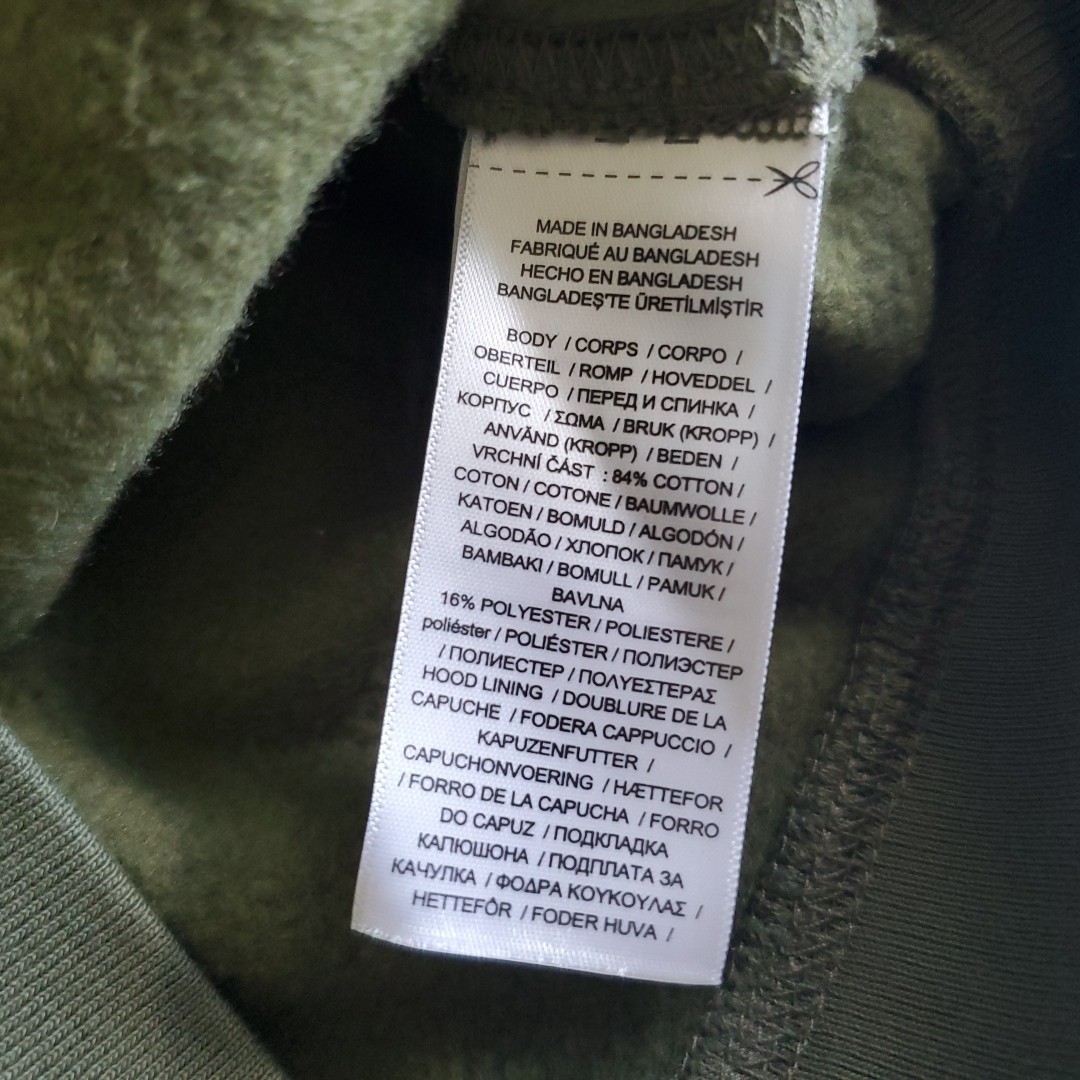 MADE IN BANGLADESH
FABRIQUÉ AU BANGLADESH
HECHO EN BANGLADESH
BANGLADEŞ'TE ÜRETİLMİŞTİR
BODY / CORPS / CORPO /
OBERTEIL / ROMP / HOVEDDEL /
CUERPO / ПЕРЕД И СПИНКА /
КОРПУС / ΣΩΜΑ / BRUK (KROPP) /
ANVÄND (KROPP) / BEDEN /
VRCHNÍ ČÁST : 84% COTTON /
COTON / COTONE / BAUMWOLLE /
KATOEN / BOMULD / ALGODÓN /
ALGODÃO / ХЛОПОК / ПАМУК /
BAMBAKI / BOMULL / PAMUK /
BAVLNA
16% POLYESTER / POLIESTERE /
poliéster / POLIÉSTER / ПОЛИЭСТЕР
/ ПОЛИЕСТЕР / ΠΟΛΥΕΣΤΕΡΑΣ
HOOD LINING / DOUBLURE DE LA
CAPUCHE / FODERA CAPPUCCIO /
KAPUZENFUTTER /
CAPUCHONVOERING / HÆTTEFOR
/ FORRO DE LA CAPUCHA / FORRO
DO CAPUZ / ПОДКЛАДКА
КАПЮШОНА / ПОДПЛАТА ЗА
КАЧУЛКА / ΦΟΔΡΑ ΚΟΥΚΟΥΛΑΣ /
HETTEFÔR / FODER HUVA /